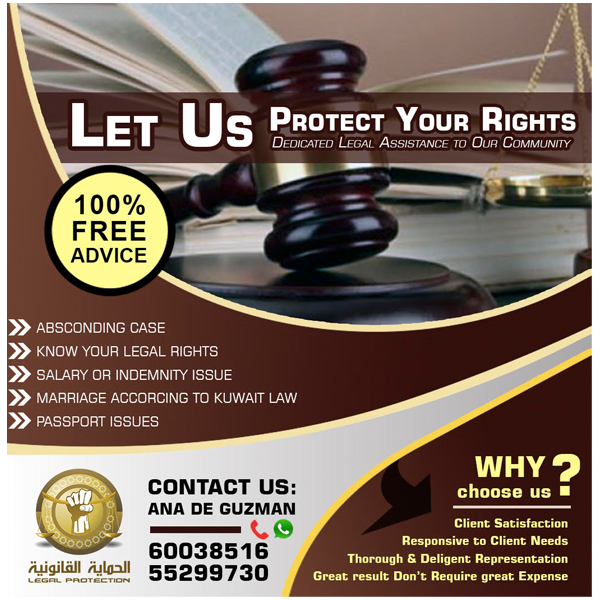 LET US PROTECT YOUR RIGHTS
DEDICATED LEGAL ASSISTANCE TO OUR COMMUNITY
100%
FREE
ADVICE
ABSCONDING CASE
KNOW YOUR LEGAL RIGHTS
SALARY OR INDEMNITY ISSUE
MARRIAGE ACCORCING TO KUWAIT LAW
PASSPORT ISSUES
الحماية القانونية
LEGAL PROTECTION
CONTACT US:
ANA DE GUZMAN
60038516
55299730
WHY
choose us ?
Client Satisfaction
Responsive to Client Needs
Thorough & Deligent Representation
Great result Don't Require great Expense